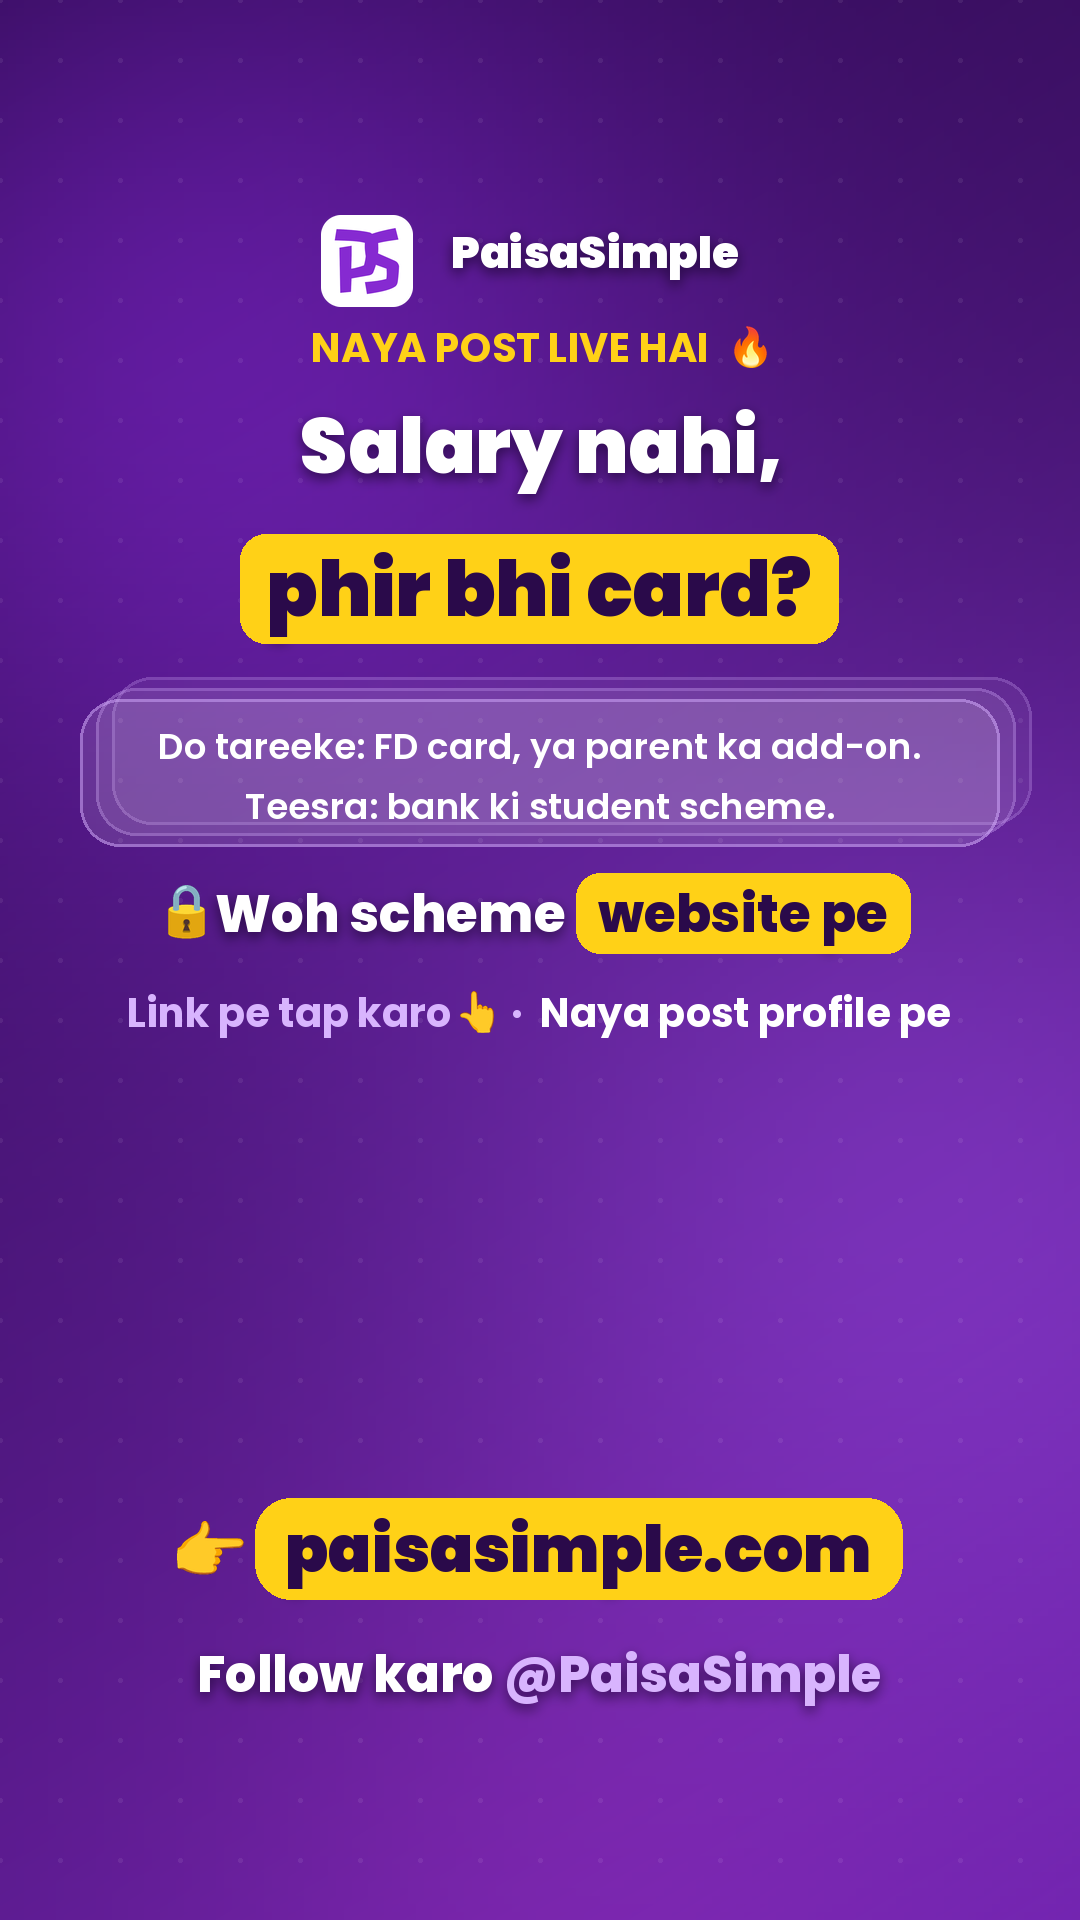 PS PaisaSimple
NAYA POST LIVE HAI 🔥
Salary nahi,
phir bhi card?
Do tareeke: FD card, ya parent ka add-on.
Teesra: bank ki student scheme.
🔒 Woh scheme website pe
Link pe tap karo 👆 · Naya post profile pe
👉 paisasimple.com
Follow karo @PaisaSimple